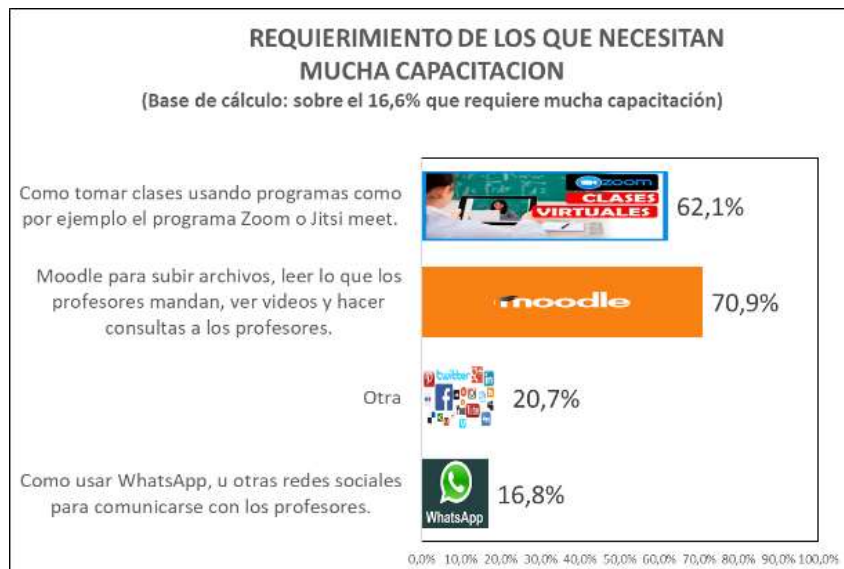 REQUIERIMIENTO DE LOS QUE NECESITAN
MUCHA CAPACITACION
(Base de cálculo: sobre el 16,6% que requiere mucha capacitación)
Como tomar clases usando programas como
por ejemplo el programa Zoom o Jitsi meet.
zoom
CLASES
VIRTUALES
62,1%
Moodle para subir archivos, leer lo que los
profesores mandan, ver videos y hacer
consultas a los profesores.
moodle
70,9%
Otra
twitter
20,7%
Como usar WhatsApp, u otras redes sociales
para comunicarse con los profesores.
WhatsApp
16,8%
0,0% 10,0% 20,0% 30,0% 40,0% 50,0% 60,0% 70,0% 80,0% 90,0% 100,0%